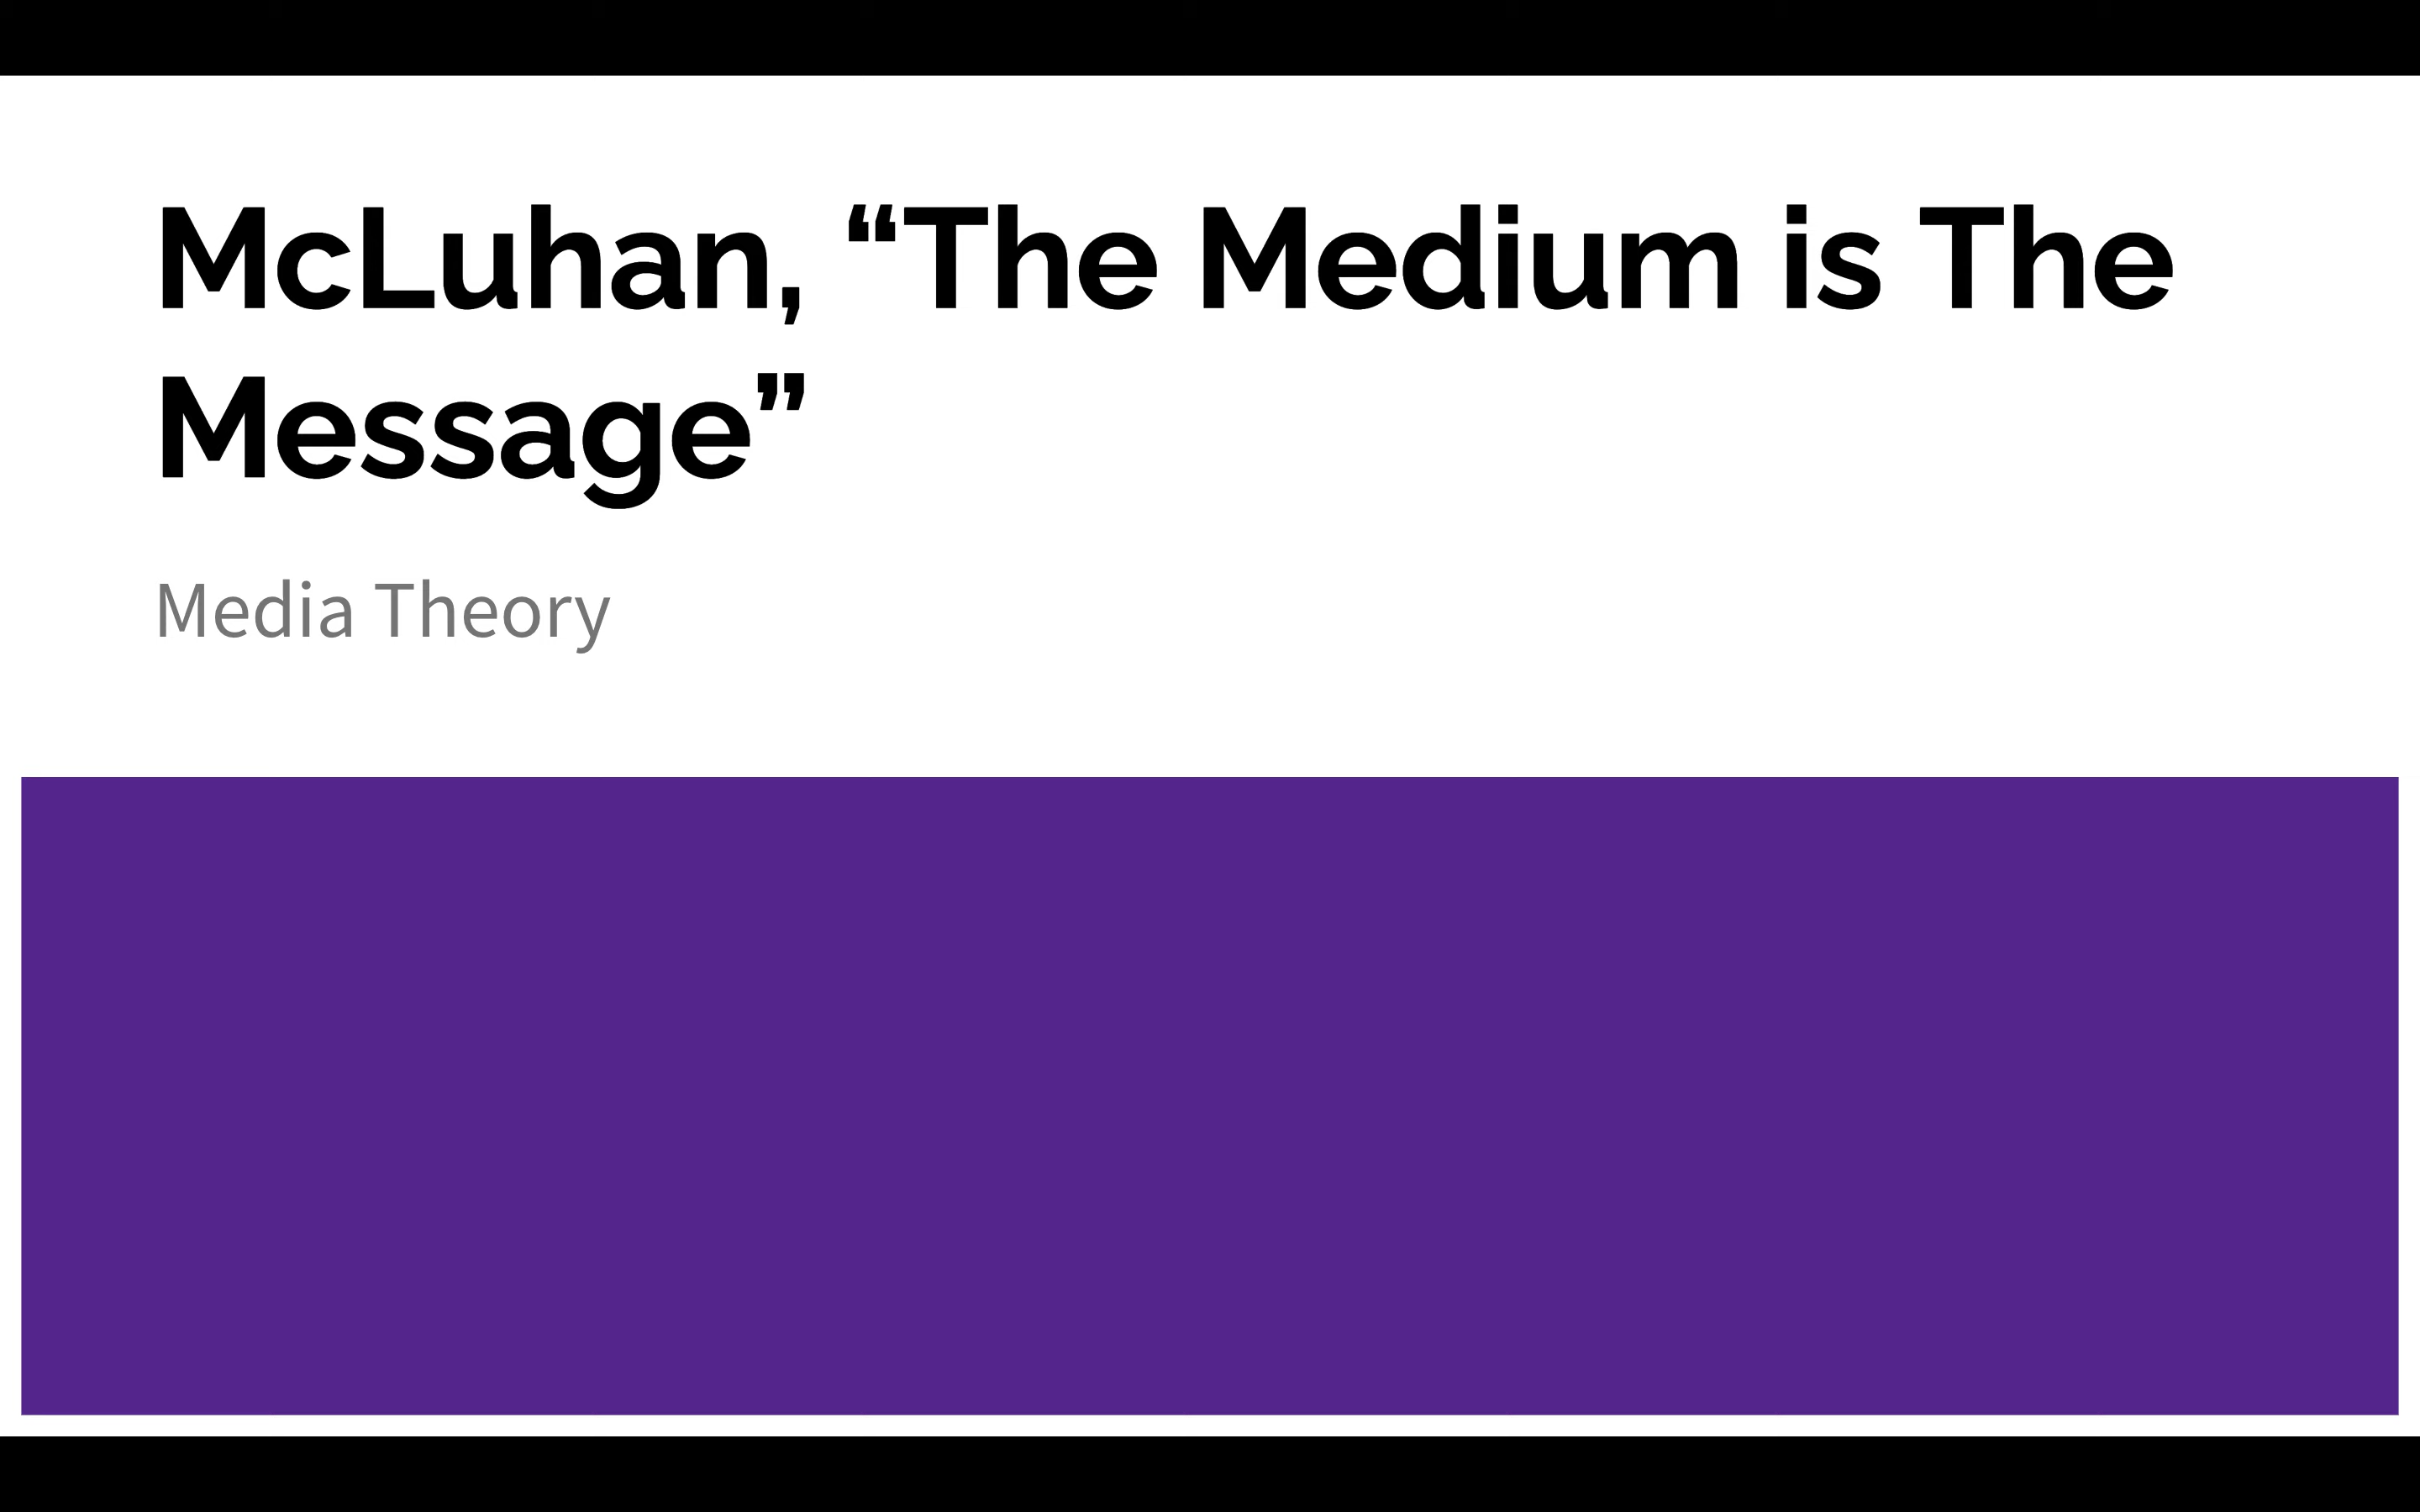 McLuhan, “The Medium is The
Message”
Media Theory